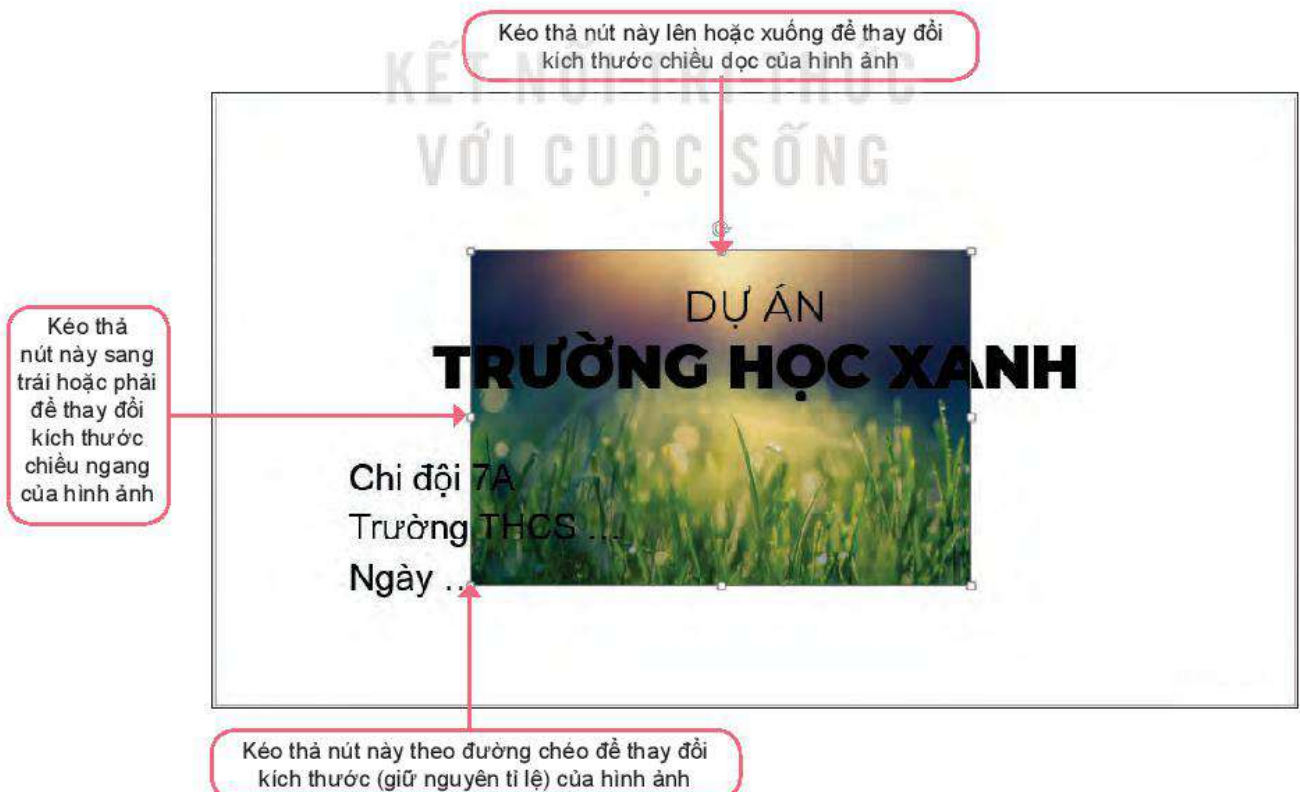 Kéo thả nút này lên hoặc xuống để thay đổi
kích thước chiều dọc của hình ảnh
KẾT NỐI TRI THỨC
VỚI CUỘC SỐNG
DỰ ÁN
TRƯỜNG HỌC XANH
Kéo thả
nút này sang
trái hoặc phải
để thay đổi
kích thước
chiều ngang
của hình ảnh
Chi đội 7A
Trường THCS ...
Ngày ...
Kéo thả nút này theo đường chéo để thay đổi
kích thước (giữ nguyên tỉ lệ) của hình ảnh